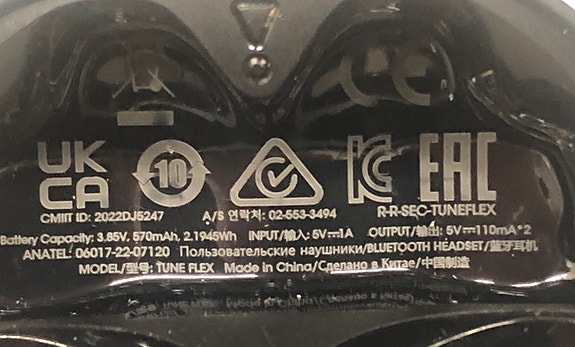 UK
CA
10
KC
EAC
CE
CMIIT ID: 2022DJ5247 A/S 연락처: 02-553-3494 R-R-SEC-TUNEFLEX
Battery Capacity: 3.85V, 570mAh, 2.1945Wh INPUT/输入: 5V⎓1A OUTPUT/输出: 5V⎓110mA*2
ANATEL: 06017-22-07120 Пользовательские наушники/BLUETOOTH HEADSET/蓝牙耳机
MODEL/型号: TUNE FLEX Made in China/Сделано в Китае/中国制造